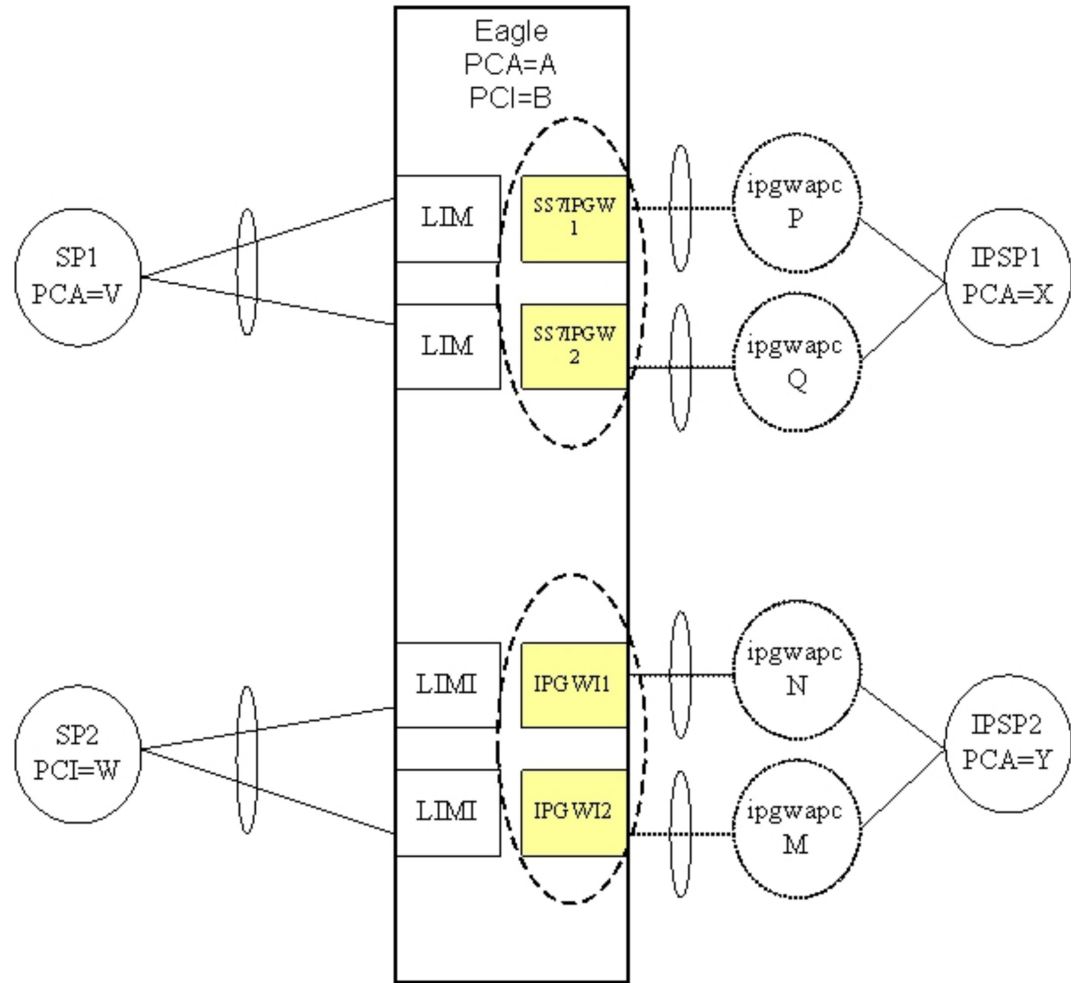 Eagle
PCA=A
PCI=B
SP1
PCA=V
LIM
SS7IPGW
1
ipgwapc
P
LIM
SS7IPGW
2
ipgwapc
Q
IPSP1
PCA=X
SP2
PCI=W
LIMI
IPGWI1
ipgwapc
N
LIMI
IPGWI2
ipgwapc
M
IPSP2
PCA=Y